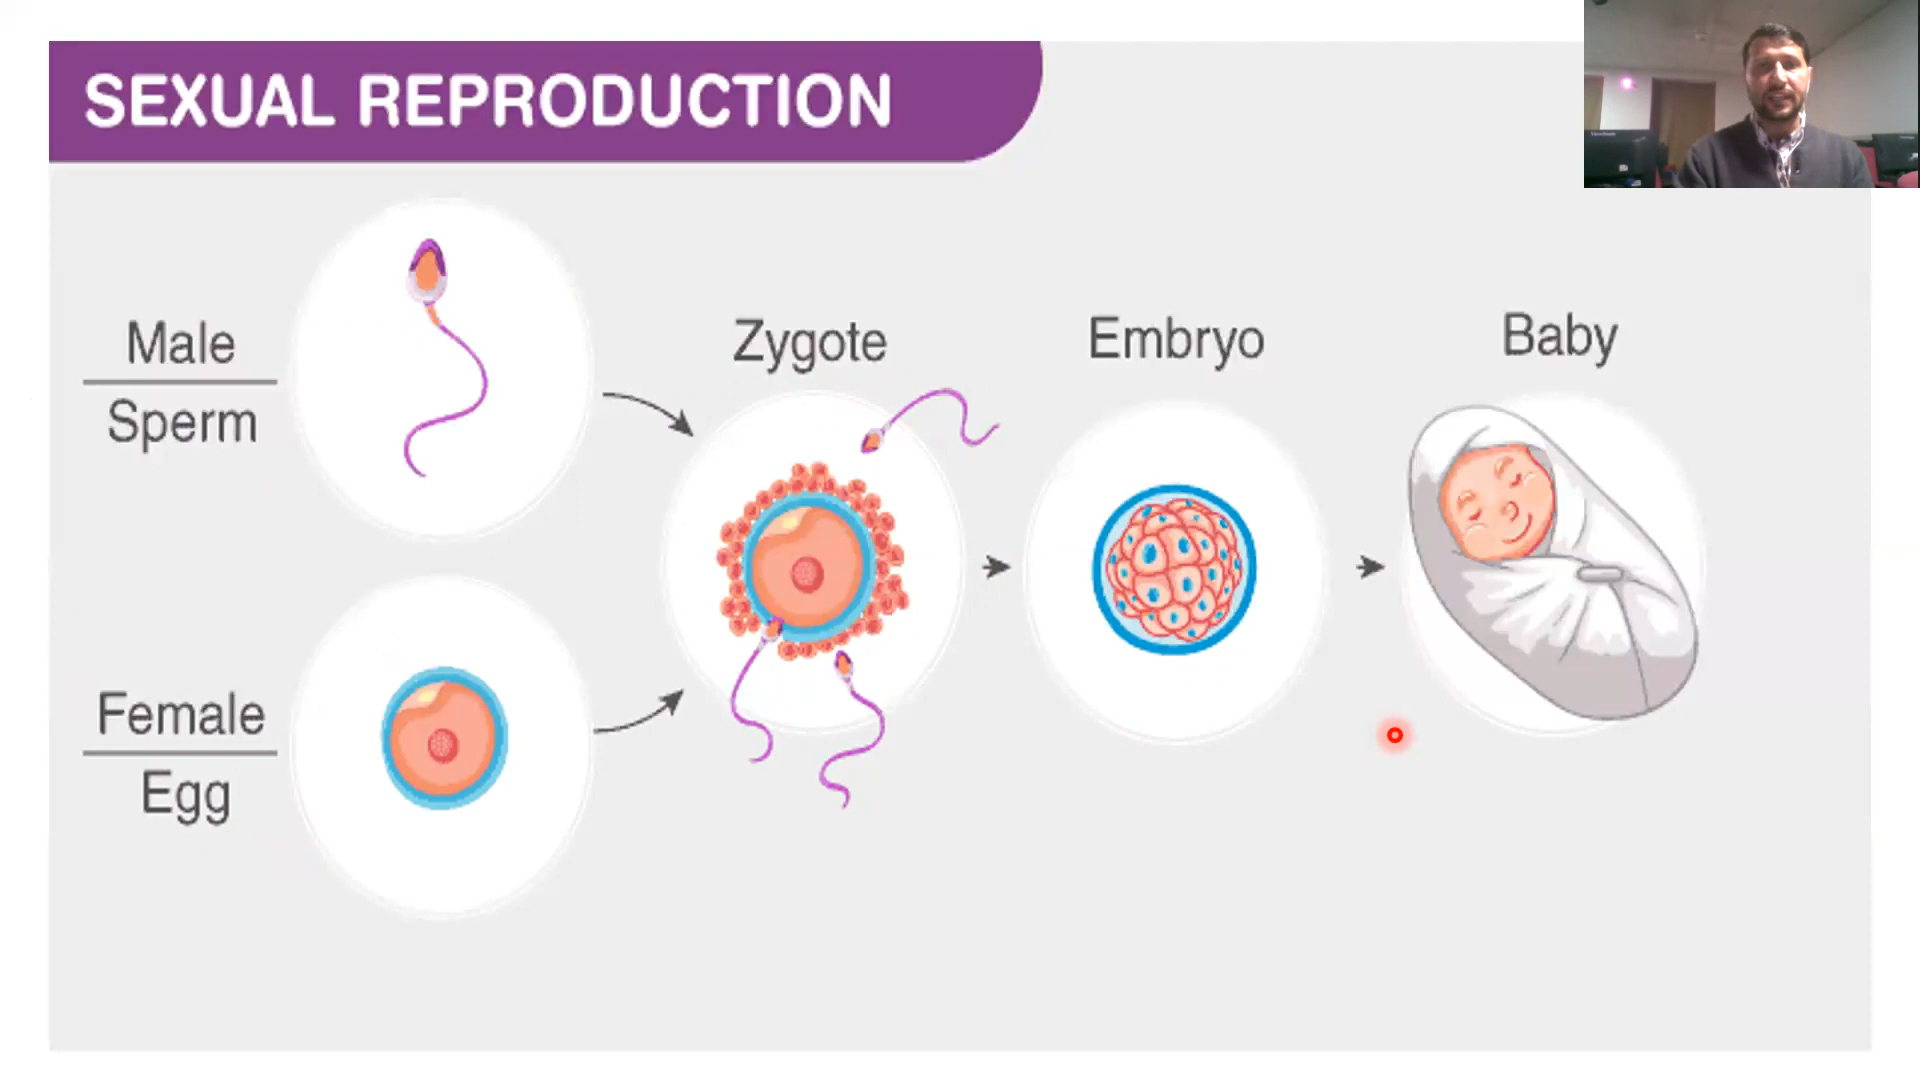 SEXUAL REPRODUCTION
Male
Sperm
Zygote
Embryo
Baby
Female
Egg